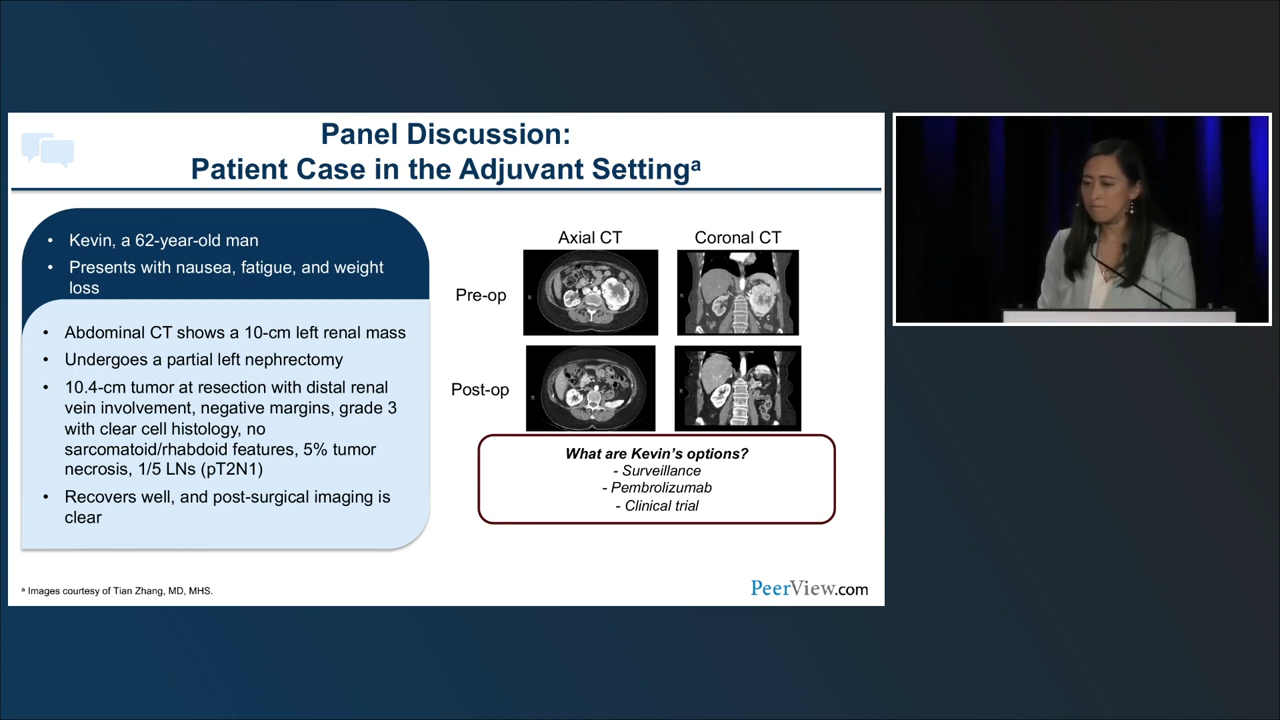 Panel Discussion:
Patient Case in the Adjuvant Settingª
• Kevin, a 62-year-old man
• Presents with nausea, fatigue, and weight
loss
• Abdominal CT shows a 10-cm left renal mass
• Undergoes a partial left nephrectomy
• 10.4-cm tumor at resection with distal renal
vein involvement, negative margins, grade 3
with clear cell histology, no
sarcomatoid/rhabdoid features, 5% tumor
necrosis, 1/5 LNs (pT2N1)
• Recovers well, and post-surgical imaging is
clear
Axial CT
Coronal CT
Pre-op
Post-op
What are Kevin's options?
- Surveillance
- Pembrolizumab
- Clinical trial
ª Images courtesy of Tian Zhang, MD, MHS.
PeerView.com